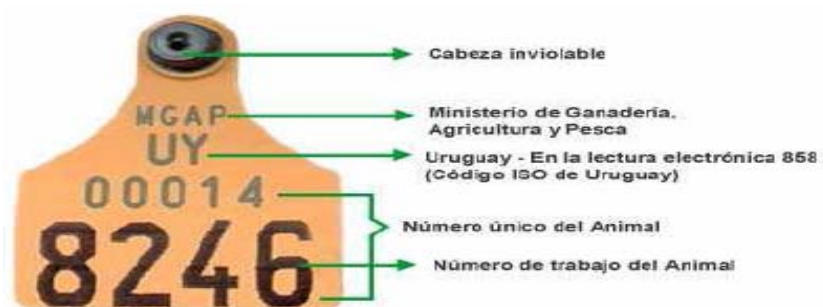 Cabeza inviolable
MGAP
Ministerio de Ganadería,
Agricultura y Pesca
UY
Uruguay - En la lectura electrónica 858
(Código ISO de Uruguay)
00014
Número único del Animal
8246
Número de trabajo del Animal